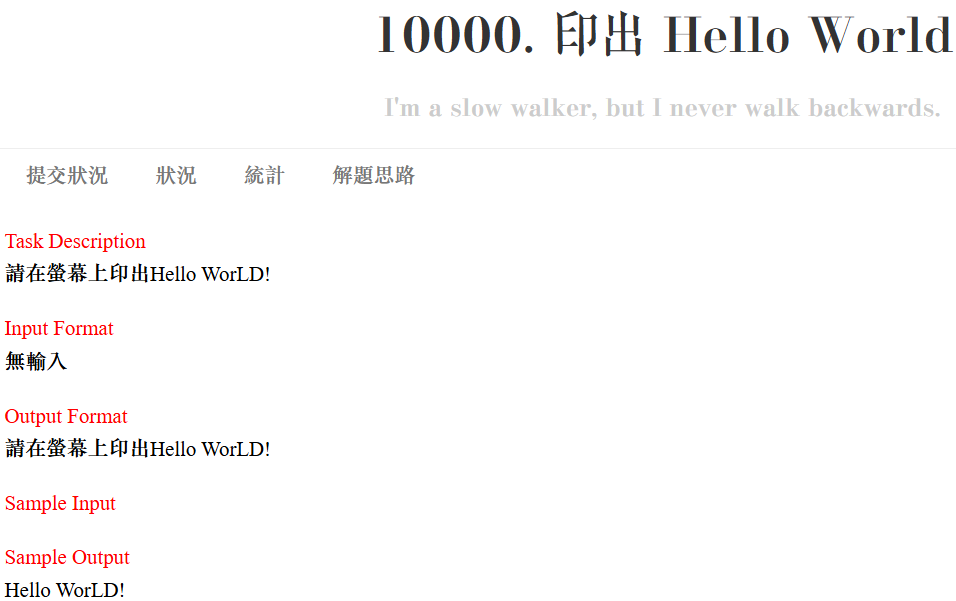 10000. 印出 Hello World
I'm a slow walker, but I never walk backwards.
提交狀況 狀況 統計 解題思路
Task Description
請在螢幕上印出Hello WorLD!
Input Format
無輸入
Output Format
請在螢幕上印出Hello WorLD!
Sample Input
Sample Output
Hello WorLD!